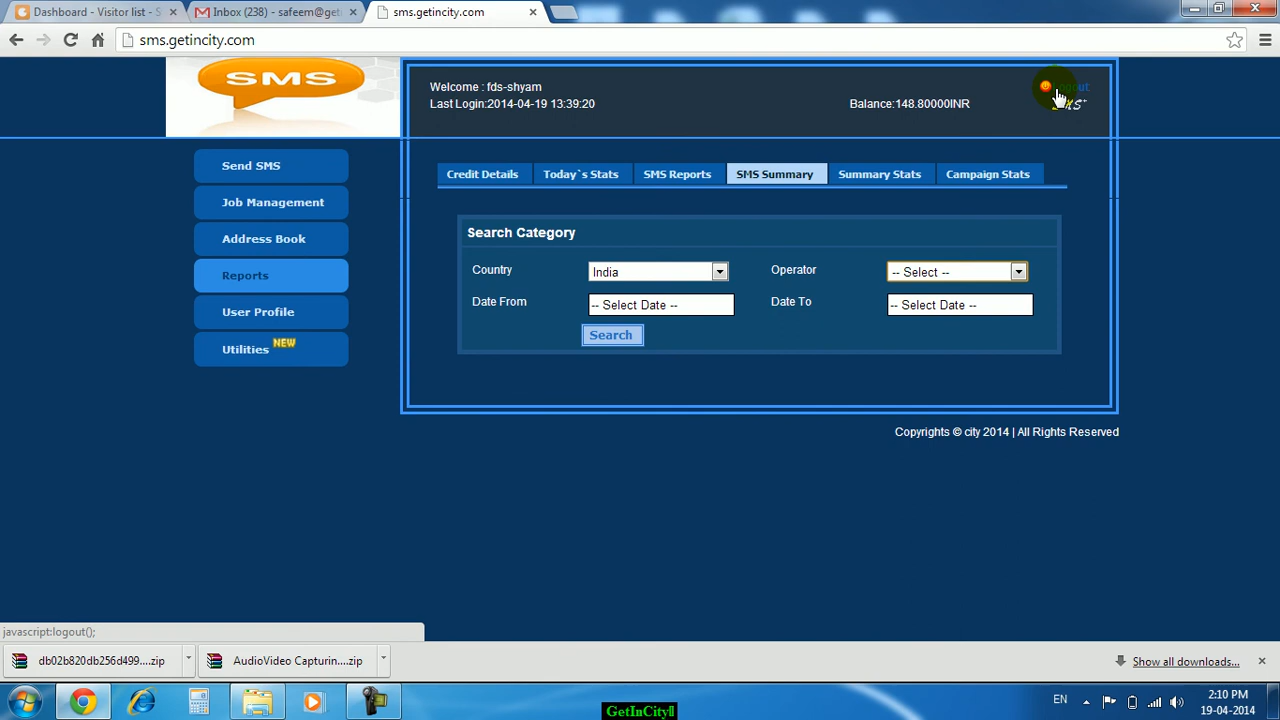 Dashboard - Visitor list - S
Inbox (238) - safeem@get
sms.getincity.com
sms.getincity.com
SMS
Welcome : fds-shyam
Last Login:2014-04-19 13:39:20
Balance:148.80000INR
Send SMS
Job Management
Address Book
Reports
User Profile
Utilities NEW
Credit Details Today`s Stats SMS Reports SMS Summary Summary Stats Campaign Stats
Search Category
Country India Operator -- Select --
Date From -- Select Date -- Date To -- Select Date --
Search
Copyrights © city 2014 | All Rights Reserved
javascript:logout();
db02b820db256d499....zip
AudioVideo Capturin....zip
Show all downloads...
EN
2:10 PM
19-04-2014
GetInCity